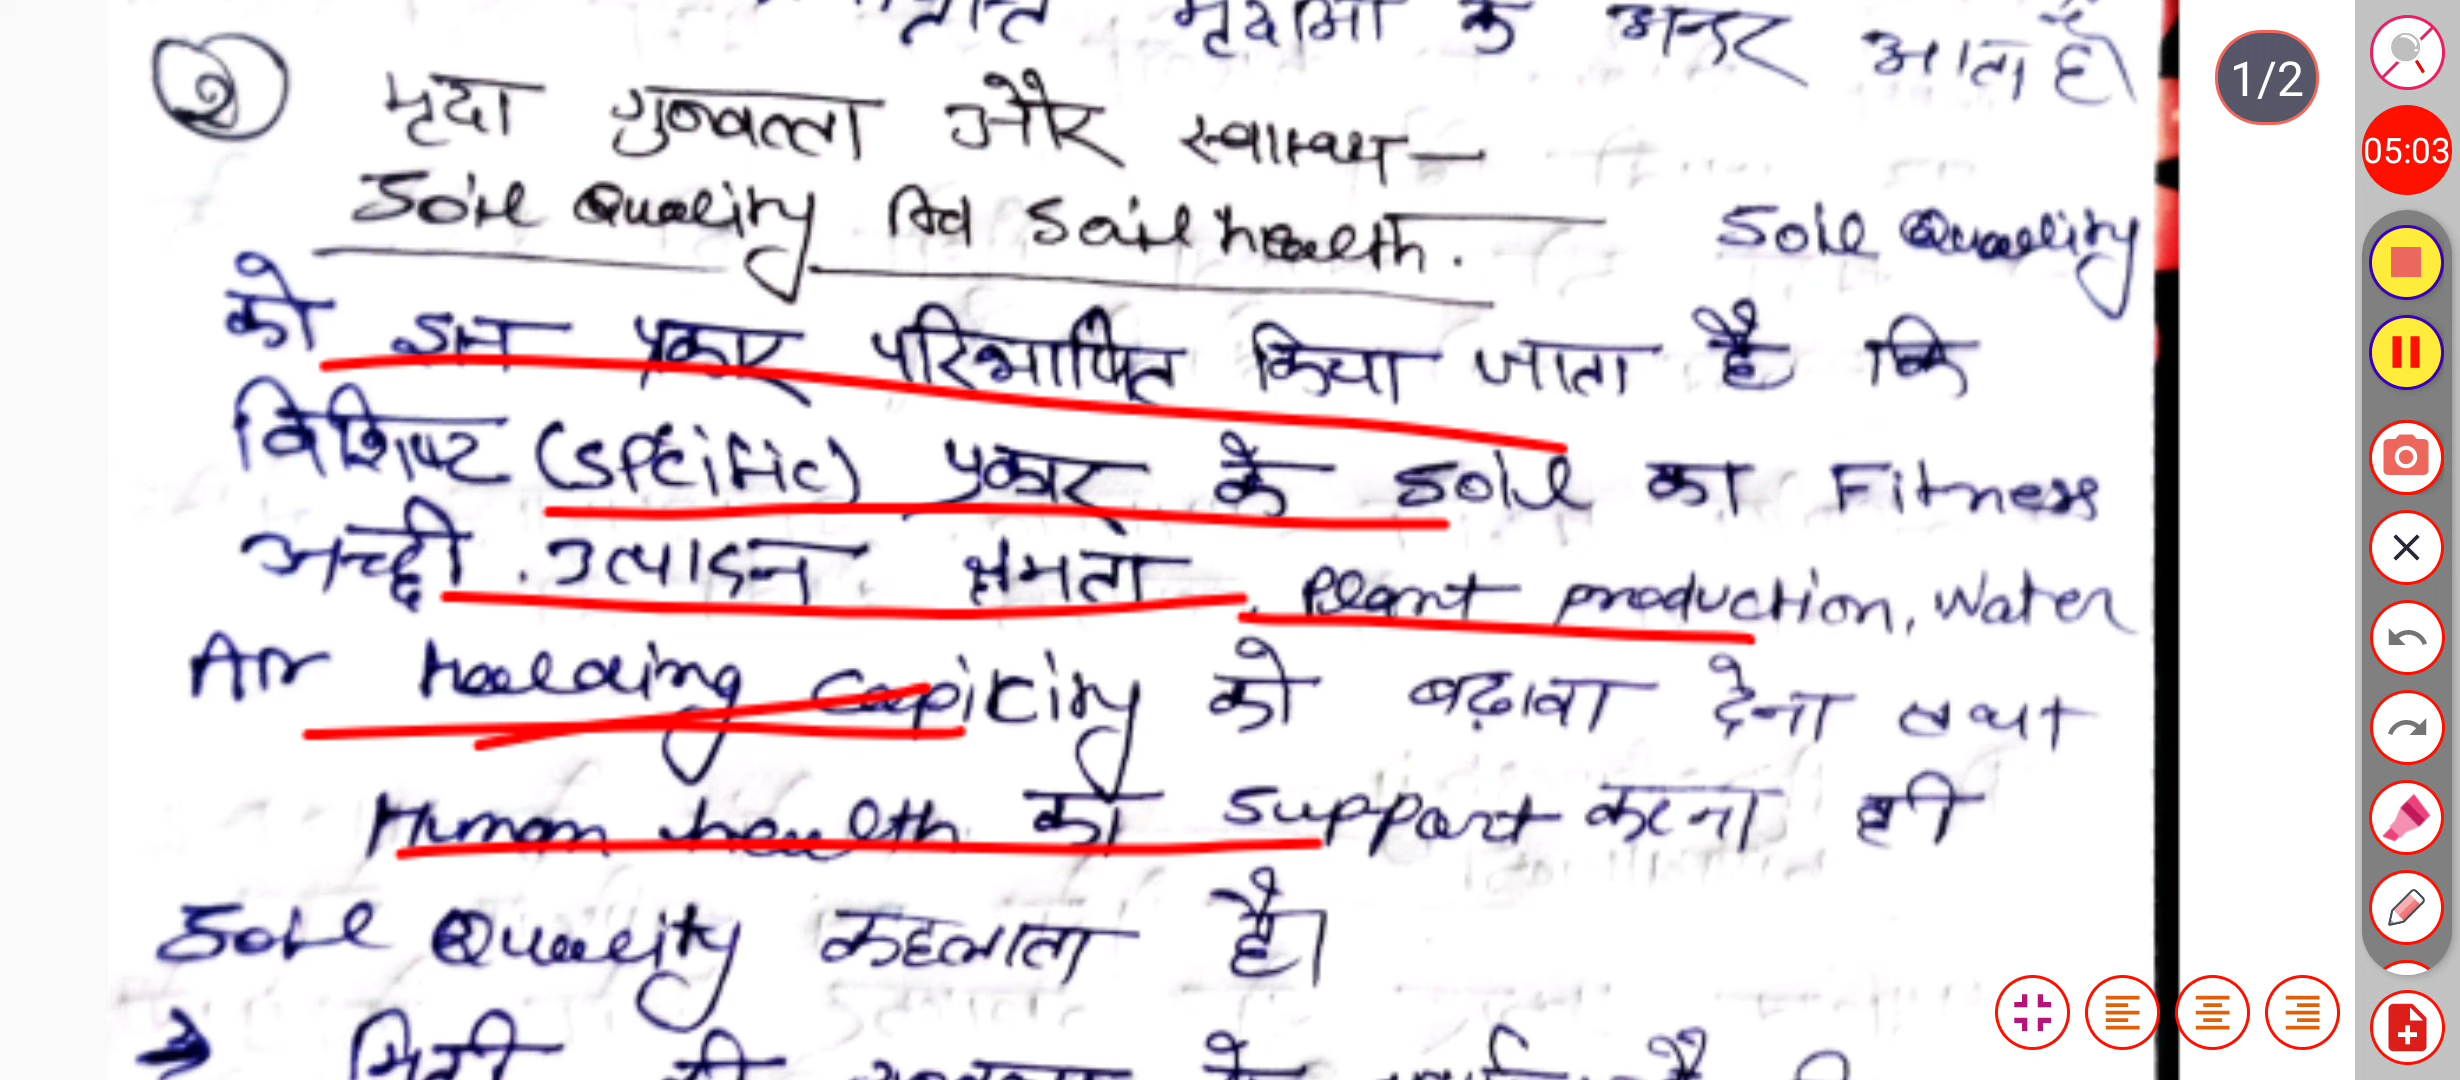 मृदाओं के अन्दर आता है।
② मृदा गुणवत्ता और स्वास्थ्य—
Soil Quality And Soil health. Soil Quality
को इस प्रकार परिभाषित किया जाता है कि
विशिष्ट (Speific) प्रकार के Soil का Fitness
अच्छी. उत्पादन क्षमता, Plant production, Water
Air Healding Capicity को बढ़ावा देना तथा
Human health को Support करना ही
Soil Quality कहलाता है।
→ मिट्टी की
1/2
05:03